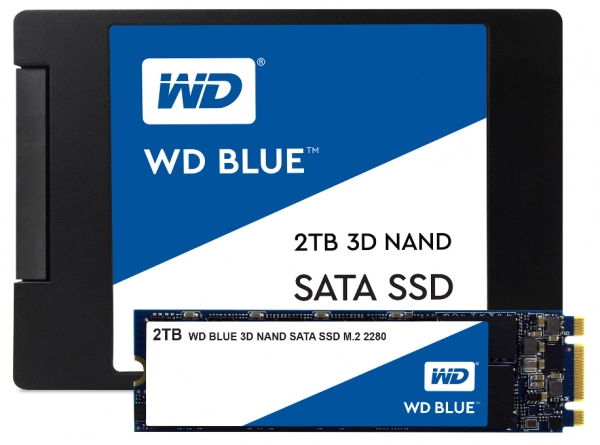 WD®
WD BLUE™
2TB 3D NAND
SATA SSD
2TB WD BLUE 3D NAND SATA SSD M.2 2280
WD
WD BLUE™